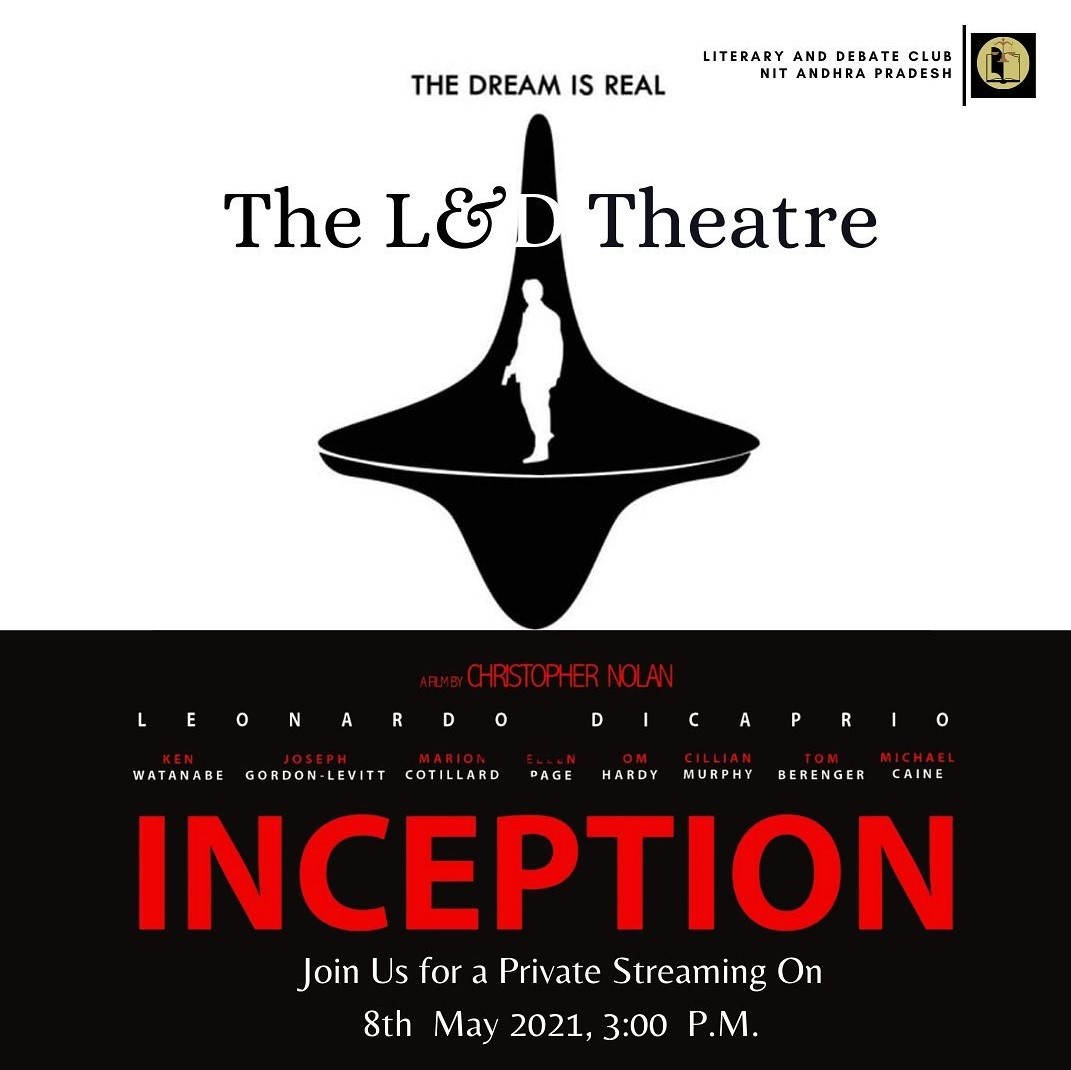 LITERARY AND DEBATE CLUB
NIT ANDHRA PRADESH
THE DREAM IS REAL
The L&D Theatre
A FILM BY CHRISTOPHER NOLAN
LEONARDO DICAPRIO
KEN JOSEPH MARION OM CILLIAN TOM MICHAEL
WATANABE GORDON-LEVITT COTILLARD PAGE HARDY MURPHY BERENGER CAINE
INCEPTION
Join Us for a Private Streaming On
8th May 2021, 3:00 P.M.